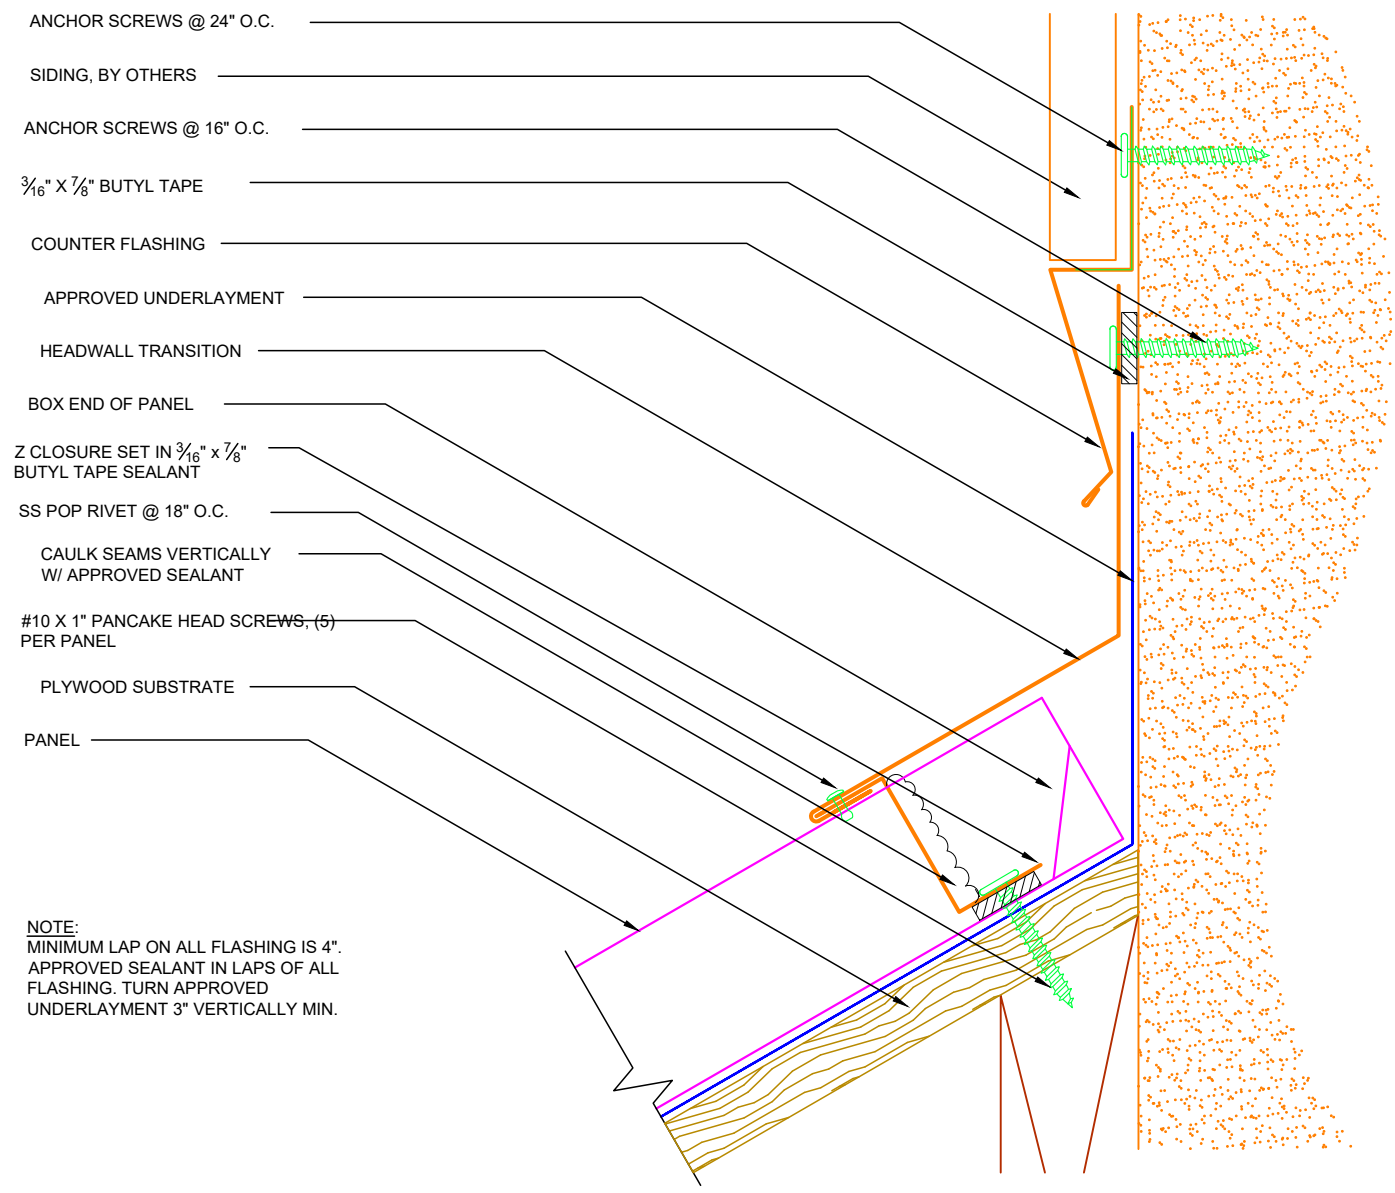 ANCHOR SCREWS @ 24" O.C.
SIDING, BY OTHERS
ANCHOR SCREWS @ 16" O.C.
3⁄16" X 7⁄8" BUTYL TAPE
COUNTER FLASHING
APPROVED UNDERLAYMENT
HEADWALL TRANSITION
BOX END OF PANEL
Z CLOSURE SET IN 3⁄16" x 7⁄8"
BUTYL TAPE SEALANT
SS POP RIVET @ 18" O.C.
CAULK SEAMS VERTICALLY
W/ APPROVED SEALANT
#10 X 1" PANCAKE HEAD SCREWS, (5)
PER PANEL
PLYWOOD SUBSTRATE
PANEL
NOTE:
MINIMUM LAP ON ALL FLASHING IS 4".
APPROVED SEALANT IN LAPS OF ALL
FLASHING. TURN APPROVED
UNDERLAYMENT 3" VERTICALLY MIN.